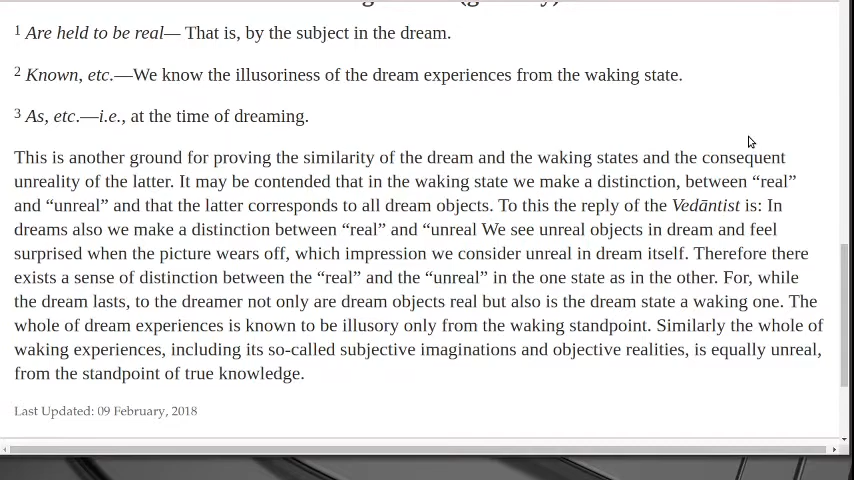 ¹ Are held to be real— That is, by the subject in the dream.
² Known, etc.—We know the illusoriness of the dream experiences from the waking state.
³ As, etc.—i.e., at the time of dreaming.
This is another ground for proving the similarity of the dream and the waking states and the consequent
unreality of the latter. It may be contended that in the waking state we make a distinction, between “real”
and “unreal” and that the latter corresponds to all dream objects. To this the reply of the Vedāntist is: In
dreams also we make a distinction between “real” and “unreal We see unreal objects in dream and feel
surprised when the picture wears off, which impression we consider unreal in dream itself. Therefore there
exists a sense of distinction between the “real” and the “unreal” in the one state as in the other. For, while
the dream lasts, to the dreamer not only are dream objects real but also is the dream state a waking one. The
whole of dream experiences is known to be illusory only from the waking standpoint. Similarly the whole of
waking experiences, including its so-called subjective imaginations and objective realities, is equally unreal,
from the standpoint of true knowledge.
Last Updated: 09 February, 2018